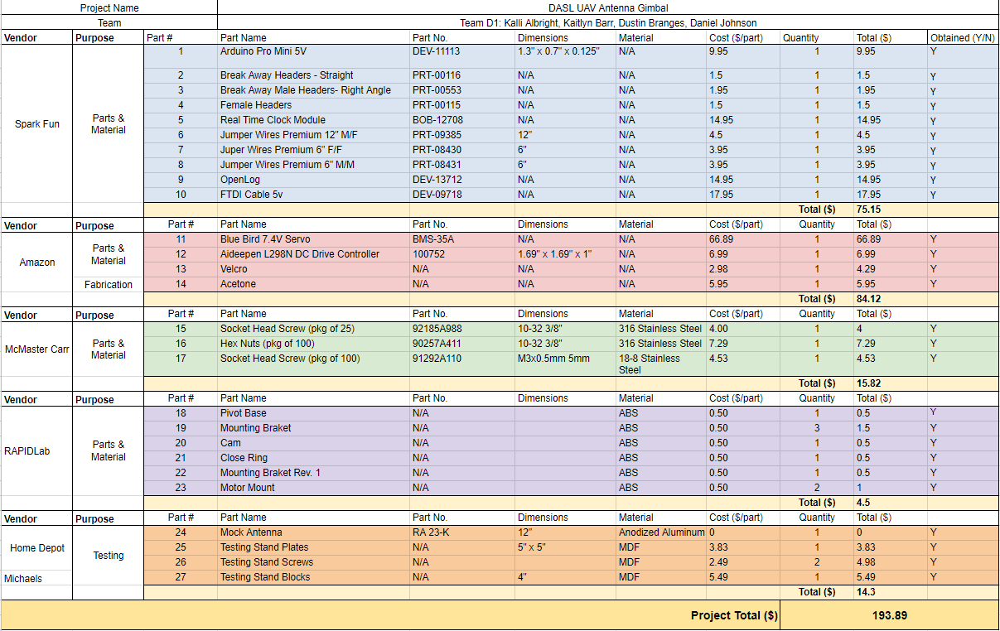 Project Name DASL UAV Antenna Gimbal
Team Team D1: Kalli Albright, Kaitlyn Barr, Dustin Branges, Daniel Johnson
Vendor Purpose Part # Part Name Part No. Dimensions Material Cost ($/part) Quantity Total ($) Obtained (Y/N)
Spark Fun Parts & Material
1 Arduino Pro Mini 5V DEV-11113 1.3" x 0.7" x 0.125" N/A 9.95 1 9.95 Y
2 Break Away Headers - Straight PRT-00116 N/A N/A 1.5 1 1.5 Y
3 Break Away Male Headers- Right Angle PRT-00553 N/A N/A 1.95 1 1.95 Y
4 Female Headers PRT-00115 N/A N/A 1.5 1 1.5 Y
5 Real Time Clock Module BOB-12708 N/A N/A 14.95 1 14.95 Y
6 Jumper Wires Premium 12" M/F PRT-09385 12" N/A 4.5 1 4.5 Y
7 Juper Wires Premium 6" F/F PRT-08430 6" N/A 3.95 1 3.95 Y
8 Jumper Wires Premium 6" M/M PRT-08431 6" N/A 3.95 1 3.95 Y
9 OpenLog DEV-13712 N/A N/A 14.95 1 14.95 Y
10 FTDI Cable 5v DEV-09718 N/A N/A 17.95 1 17.95 Y
Total ($) 75.15
Vendor Purpose Part # Part Name Part No. Dimensions Material Cost ($/part) Quantity Total ($)
Amazon Parts & Material
11 Blue Bird 7.4V Servo BMS-35A N/A N/A 66.89 1 66.89 Y
12 Aideepen L298N DC Drive Controller 100752 1.69" x 1.69" x 1" N/A 6.99 1 6.99 Y
13 Velcro N/A N/A N/A 2.98 1 4.29 Y
Fabrication 14 Acetone N/A N/A N/A 5.95 1 5.95 Y
Total ($) 84.12
Vendor Purpose Part # Part Name Part No. Dimensions Material Cost ($/part) Quantity Total ($)
McMaster Carr Parts & Material
15 Socket Head Screw (pkg of 25) 92185A988 10-32 3/8" 316 Stainless Steel 4.00 1 4 Y
16 Hex Nuts (pkg of 100) 90257A411 10-32 3/8" 316 Stainless Steel 7.29 1 7.29 Y
17 Socket Head Screw (pkg of 100) 91292A110 M3x0.5mm 5mm 18-8 Stainless Steel 4.53 1 4.53 Y
Total ($) 15.82
Vendor Purpose Part # Part Name Part No. Dimensions Material Cost ($/part) Quantity Total ($)
RAPIDLab Parts & Material
18 Pivot Base N/A ABS 0.50 1 0.5 Y
19 Mounting Braket N/A ABS 0.50 3 1.5 Y
20 Cam N/A ABS 0.50 1 0.5 Y
21 Close Ring N/A ABS 0.50 1 0.5 Y
22 Mounting Braket Rev. 1 N/A ABS 0.50 1 0.5 Y
23 Motor Mount N/A ABS 0.50 2 1 Y
Total ($) 4.5
Vendor Purpose Part # Part Name Part No. Dimensions Material Cost ($/part) Quantity Total ($)
Home Depot Testing
24 Mock Antenna RA 23-K 12" Anodized Aluminum 0 1 0 Y
25 Testing Stand Plates N/A 5" x 5" MDF 3.83 1 3.83 Y
26 Testing Stand Screws N/A MDF 2.49 2 4.98 Y
Michaels 27 Testing Stand Blocks N/A 4" MDF 5.49 1 5.49 Y
Total ($) 14.3
Project Total ($) 193.89